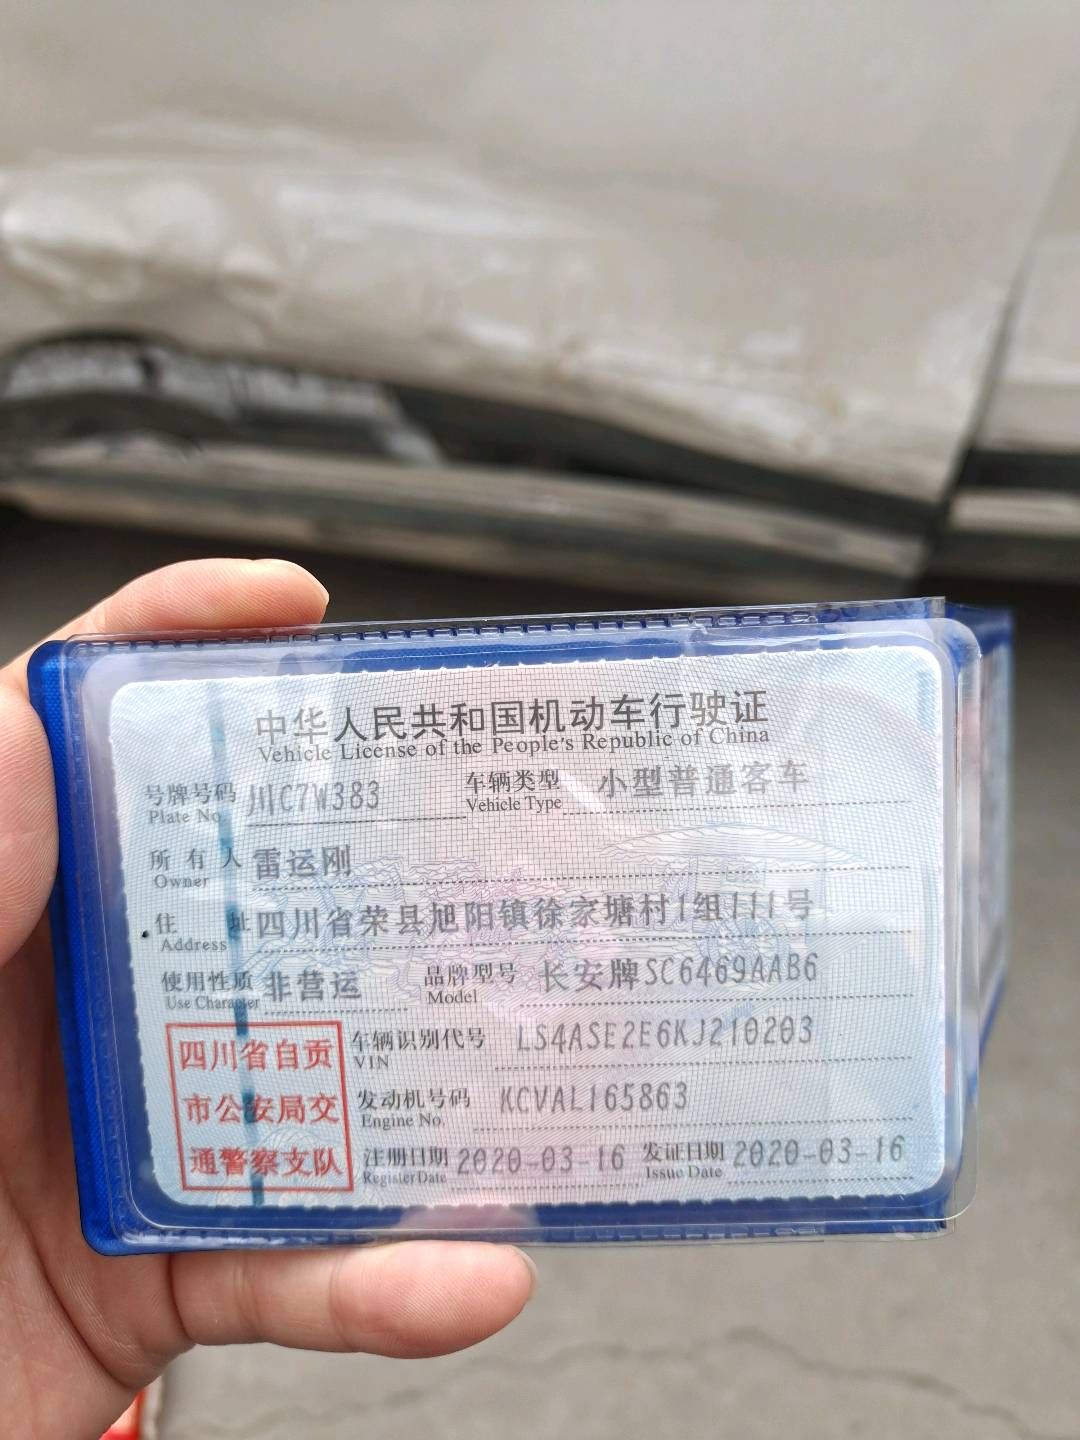 中华人民共和国机动车行驶证
Vehicle License of the People's Republic of China
号牌号码 川C7W383 车辆类型 小型普通客车
Plate No. Vehicle Type
所有人 雷运刚
Owner
住址 四川省荣县旭阳镇徐家塘村1组111号
Address
使用性质 非营运 品牌型号 长安牌SC6469AAB6
Use Character Model
四川省自贡
市公安局交
通警察支队
车辆识别代号 LS4ASE2E6KJ210203
VIN
发动机号码 KCVAL165863
Engine No.
注册日期 2020-03-16 发证日期 2020-03-16
Register Date Issue Date